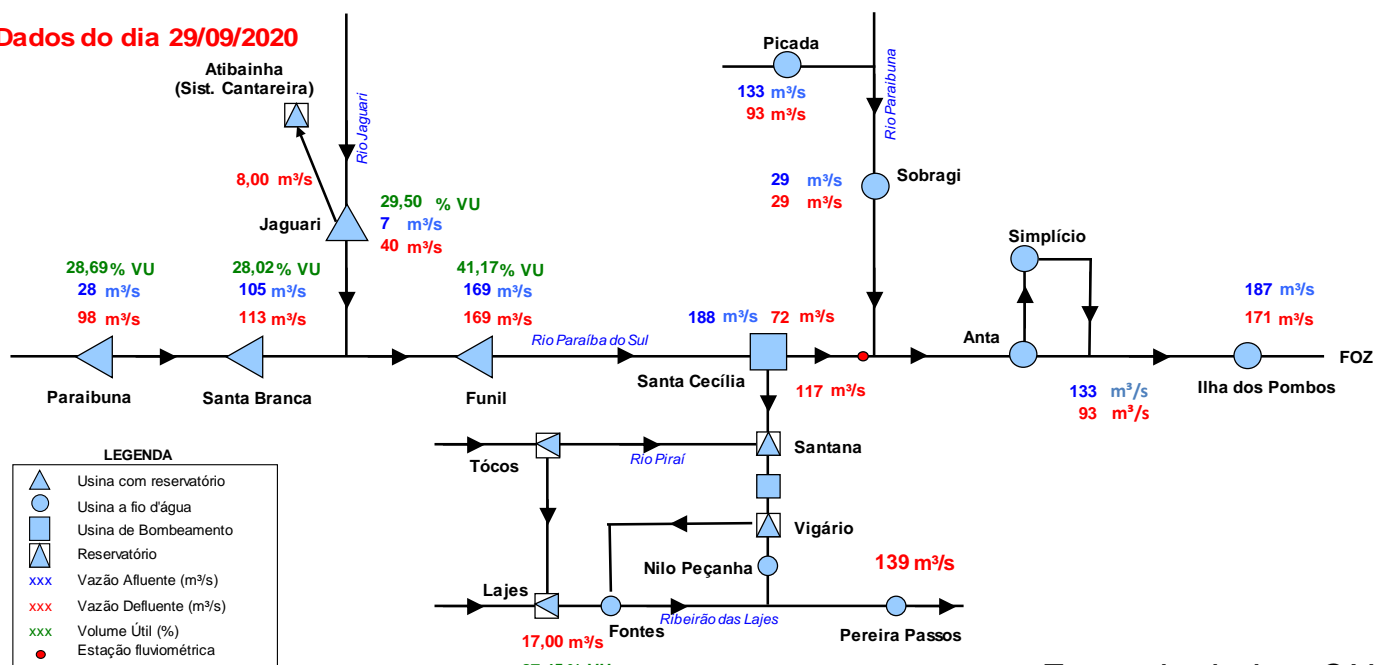 Dados do dia 29/09/2020
Atibainha
(Sist. Cantareira)
Rio Jaguari
8,00 m³/s
Jaguari
29,50 % VU
7 m³/s
40 m³/s
Picada
133 m³/s
93 m³/s
Rio Paraibuna
29 m³/s
29 m³/s
Sobragi
Simplício
28,69 % VU
28 m³/s
98 m³/s
Paraibuna
28,02 % VU
105 m³/s
113 m³/s
Santa Branca
41,17 % VU
169 m³/s
169 m³/s
Funil
Rio Paraíba do Sul
188 m³/s 72 m³/s
Santa Cecília
117 m³/s
Anta
133 m³/s
93 m³/s
187 m³/s
171 m³/s
Ilha dos Pombos
FOZ
Tócos
Rio Piraí
Santana
Vigário
Nilo Peçanha
139 m³/s
Lajes
17,00 m³/s
Fontes
Ribeirão das Lajes
Pereira Passos
LEGENDA
Usina com reservatório
Usina a fio d'água
Usina de Bombeamento
Reservatório
xxx Vazão Afluente (m³/s)
xxx Vazão Defluente (m³/s)
xxx Volume Útil (%)
Estação fluviométrica